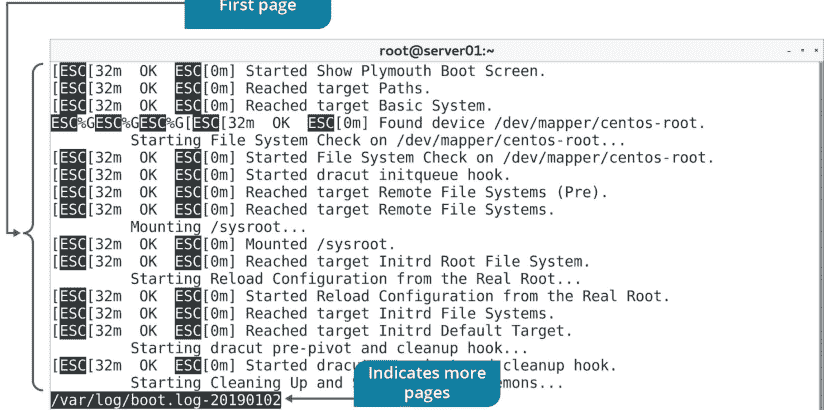 First page
root@server01:~
[ESC[32m  OK  ESC[0m] Started Show Plymouth Boot Screen.
[ESC[32m  OK  ESC[0m] Reached target Paths.
[ESC[32m  OK  ESC[0m] Reached target Basic System.
ESC%GESC%GESC%G[ESC[32m  OK  ESC[0m] Found device /dev/mapper/centos-root.
Starting File System Check on /dev/mapper/centos-root...
[ESC[32m  OK  ESC[0m] Started File System Check on /dev/mapper/centos-root.
[ESC[32m  OK  ESC[0m] Started dracut initqueue hook.
[ESC[32m  OK  ESC[0m] Reached target Remote File Systems (Pre).
[ESC[32m  OK  ESC[0m] Reached target Remote File Systems.
Mounting /sysroot...
[ESC[32m  OK  ESC[0m] Mounted /sysroot.
[ESC[32m  OK  ESC[0m] Reached target Initrd Root File System.
Starting Reload Configuration from the Real Root...
[ESC[32m  OK  ESC[0m] Started Reload Configuration from the Real Root.
[ESC[32m  OK  ESC[0m] Reached target Initrd File Systems.
[ESC[32m  OK  ESC[0m] Reached target Initrd Default Target.
Starting dracut pre-pivot and cleanup hook...
[ESC[32m  OK  ESC[0m] Started cleanup hook.
Starting Cleaning Up and
/var/log/boot.log-20190102
Indicates more
pages